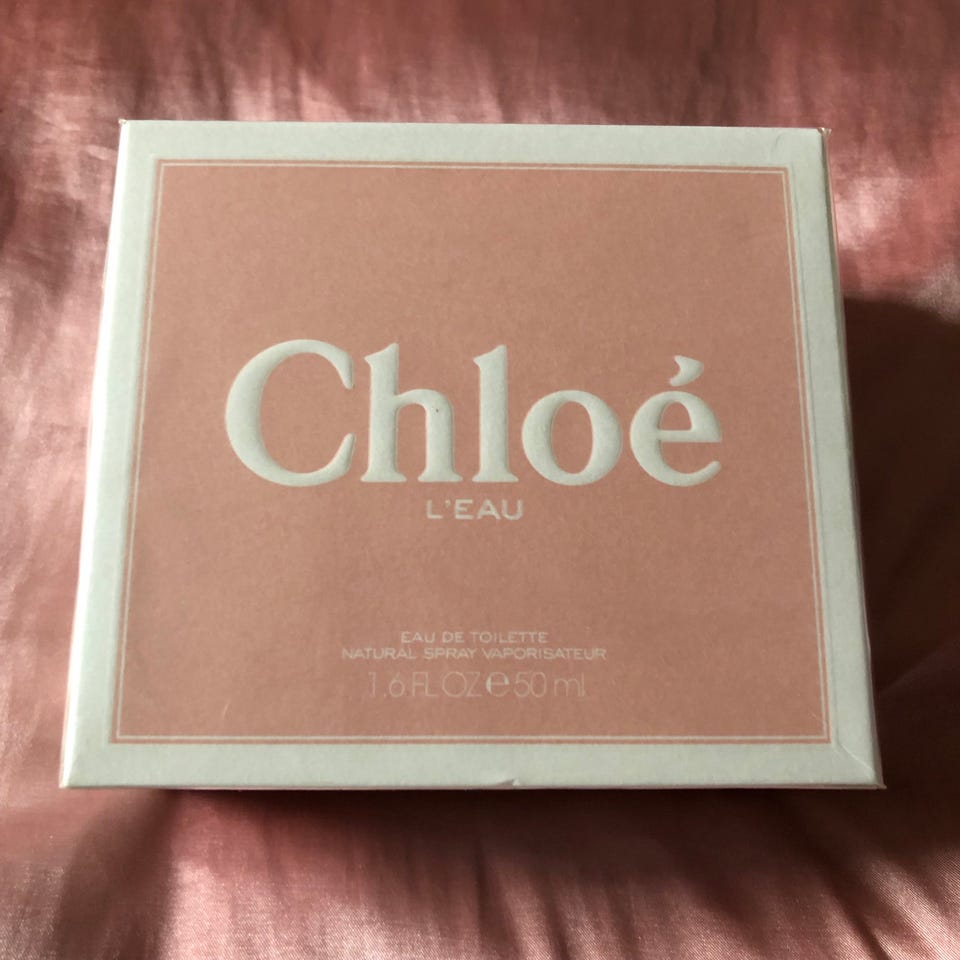 Chloé
L'EAU
EAU DE TOILETTE
NATURAL SPRAY VAPORISATEUR
1.6 FL OZ e 50 ml